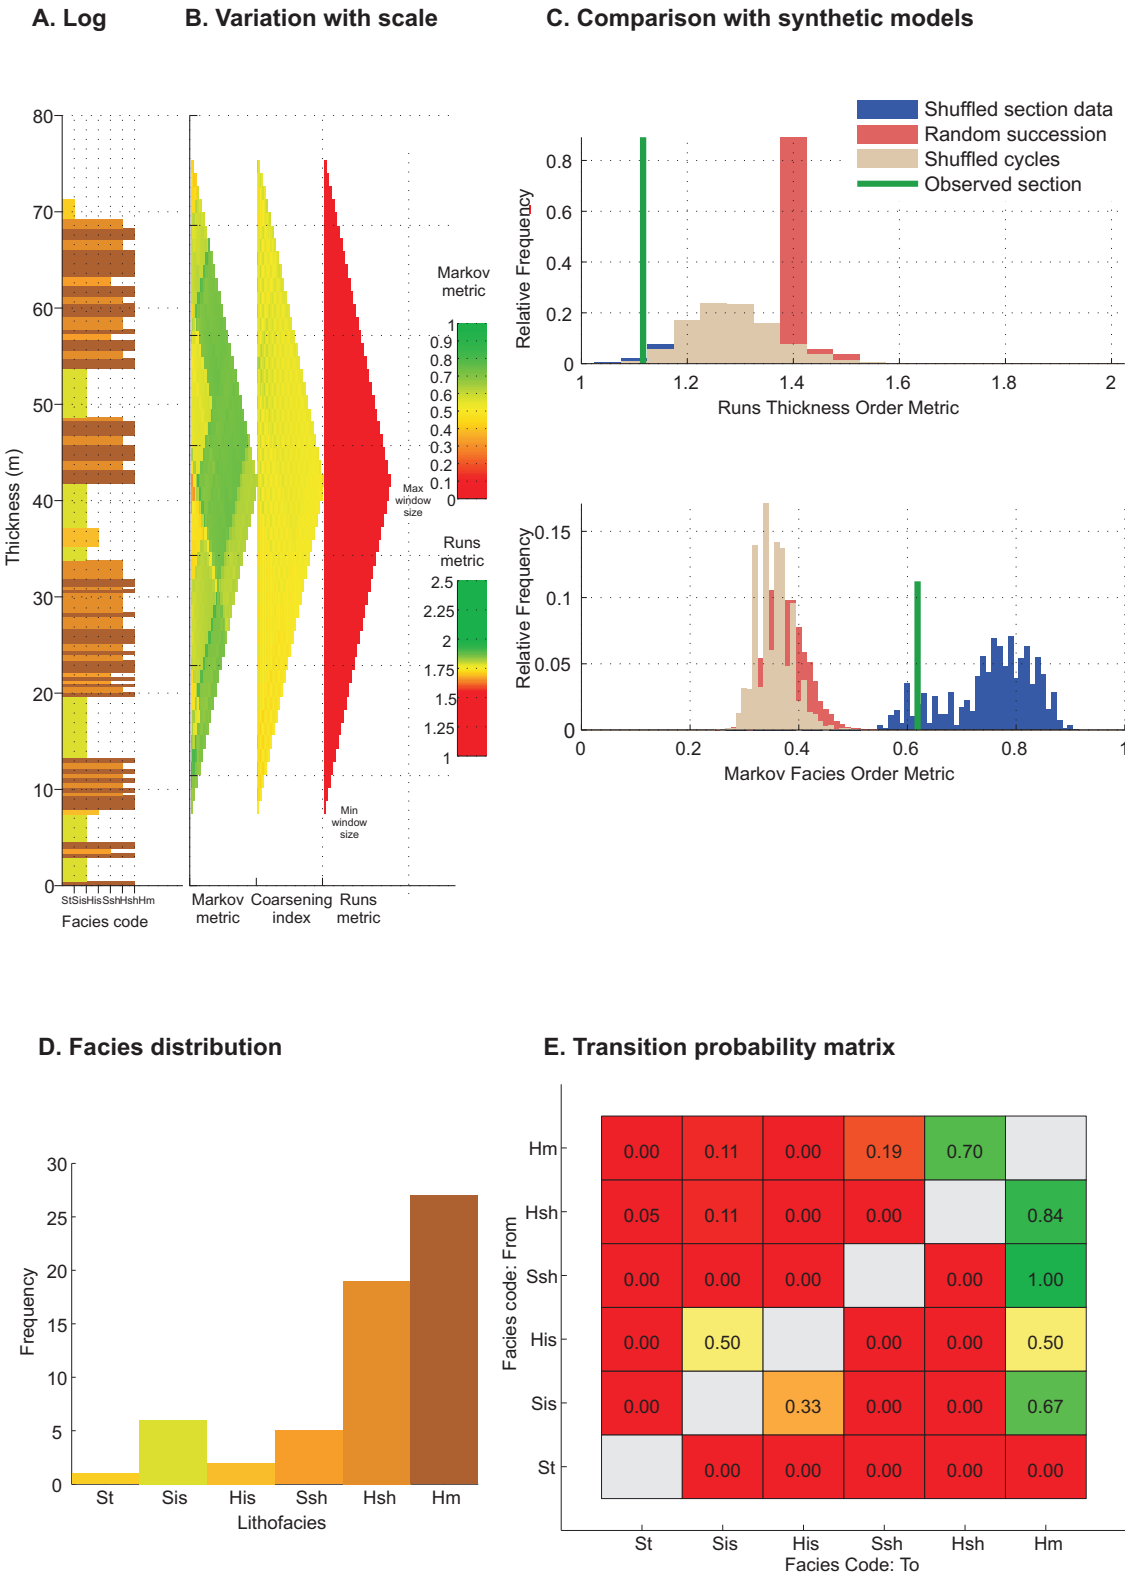 A. Log
B. Variation with scale
C. Comparison with synthetic models
80
70
60
50
40
30
20
10
0
Thickness (m)
StSisHisSshHshHm
Facies code
Markov
metric
Coarsening
index
Runs
metric
Max
window
size
Min
window
size
Markov
metric
1
0.9
0.8
0.7
0.6
0.5
0.4
0.3
0.2
0.1
0
Runs
metric
2.5
2.25
2
1.75
1.5
1.25
1
Shuffled section data
Random succession
Shuffled cycles
Observed section
Relative Frequency
0.8
0.6
0.4
0.2
0
1 1.2 1.4 1.6 1.8 2
Runs Thickness Order Metric
Relative Frequency
0.15
0.1
0.05
0
0 0.2 0.4 0.6 0.8 1
Markov Facies Order Metric
D. Facies distribution
Frequency
30
25
20
15
10
5
0
St Sis His Ssh Hsh Hm
Lithofacies
E. Transition probability matrix
Facies code: From
Hm 0.00 0.11 0.00 0.19 0.70
Hsh 0.05 0.11 0.00 0.00 0.84
Ssh 0.00 0.00 0.00 0.00 1.00
His 0.00 0.50 0.00 0.00 0.50
Sis 0.00 0.33 0.00 0.00 0.67
St 0.00 0.00 0.00 0.00 0.00
St Sis His Ssh Hsh Hm
Facies Code: To